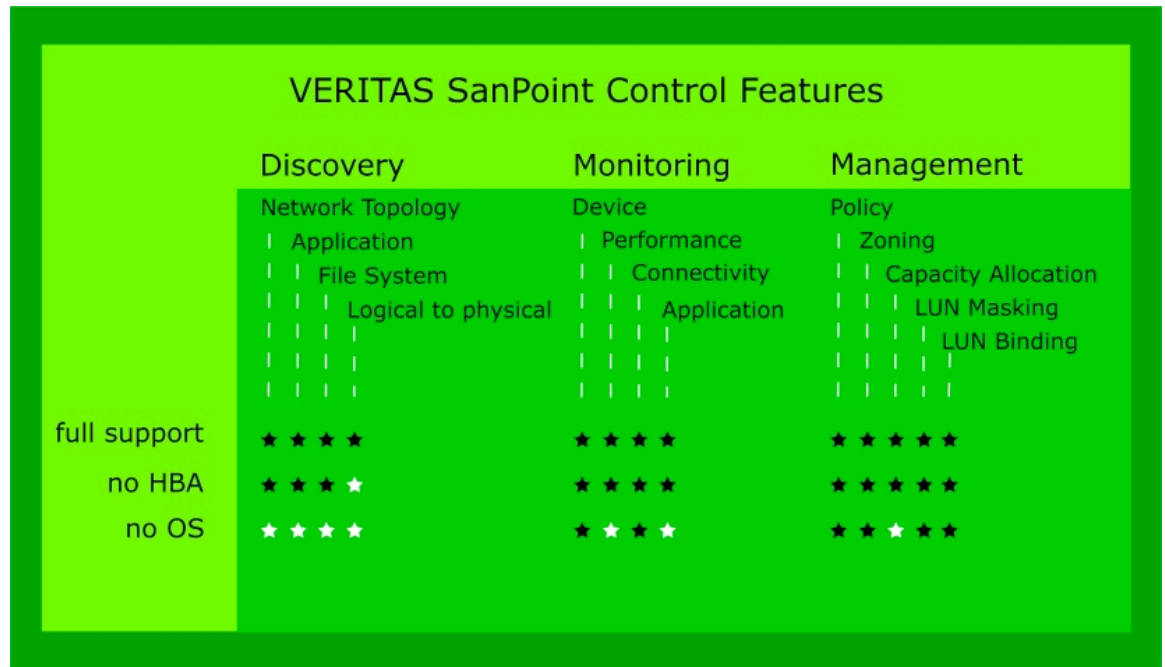 VERITAS SanPoint Control Features
Discovery Monitoring Management
Network Topology Device Policy
Application Performance Zoning
File System Connectivity Capacity Allocation
Logical to physical Application LUN Masking
LUN Binding
full support ★ ★ ★ ★ ★ ★ ★ ★ ★ ★ ★ ★ ★
no HBA ★ ★ ★ ☆ ★ ★ ★ ★ ★ ★ ★ ★ ★
no OS ☆ ☆ ☆ ☆ ★ ☆ ★ ☆ ★ ★ ☆ ★ ★